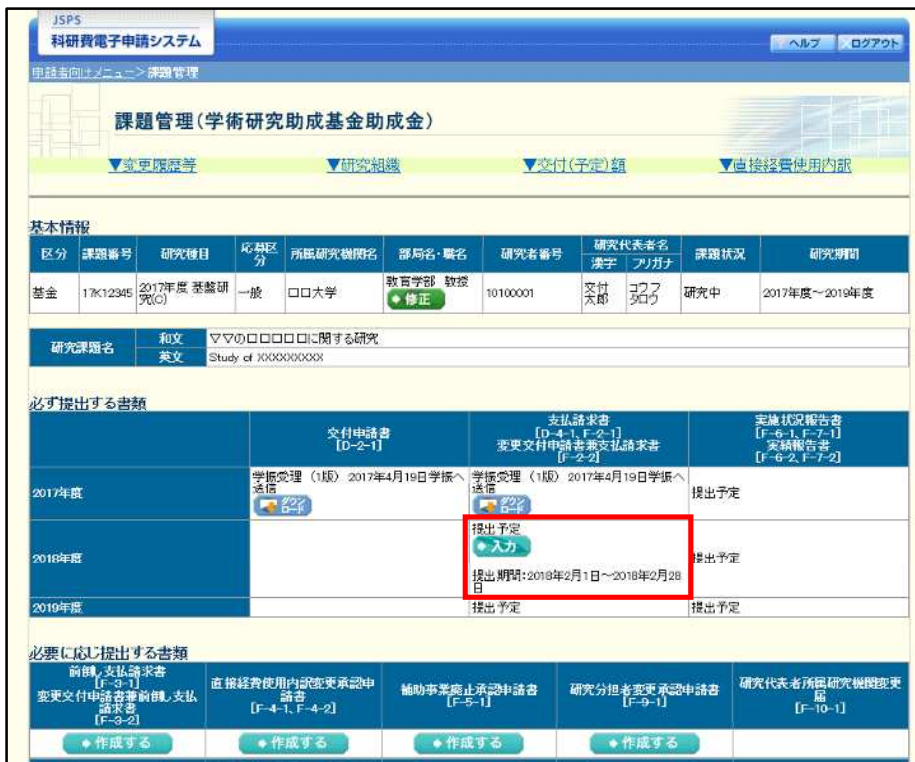 JSPS
科研費電子申請システム
ヘルプ ログアウト
申請者向けメニュー＞課題管理
課題管理(学術研究助成基金助成金)
▼変更履歴等 ▼研究組織 ▼交付(予定)額 ▼直接経費使用内訳
基本情報
区分 課題番号 研究種目 応募区分 所属研究機関名 部局名・職名 研究者番号 研究代表者名 漢字 フリガナ 課題状況 研究期間
基金 17K12345 2017年度 基盤研究(C) 一般 □□大学 教育学部 教授 修正 10100001 交付 太郎 コウフ タロウ 研究中 2017年度～2019年度
研究課題名 和文 ▽▽の□□□□□に関する研究
英文 Study of XXXXXXXXX
必ず提出する書類
交付申請書
[D-2-1]
支払請求書
[D-4-1、F-2-1]
変更交付申請書兼支払請求書
[F-2-2]
実施状況報告書
[F-6-1、F-7-1]
実績報告書
[F-6-2、F-7-2]
2017年度
学振受理 (1版) 2017年4月19日学振へ
送信
ダウンロード
学振受理 (1版) 2017年4月19日学振へ
送信
ダウンロード
提出予定
2018年度
提出予定
入力
提出期間:2018年2月1日～2018年2月28
日
提出予定
2019年度 提出予定 提出予定
必要に応じ提出する書類
前倒し支払請求書
[F-3-1]
変更交付申請書兼前倒し支払
請求書
[F-3-2]
直接経費使用内訳変更承認申
請書
[F-4-1、F-4-2]
補助事業廃止承認申請書
[F-5-1]
研究分担者変更承認申請書
[F-9-1]
研究代表者所属研究機関変更
届
[F-10-1]
作成する 作成する 作成する 作成する